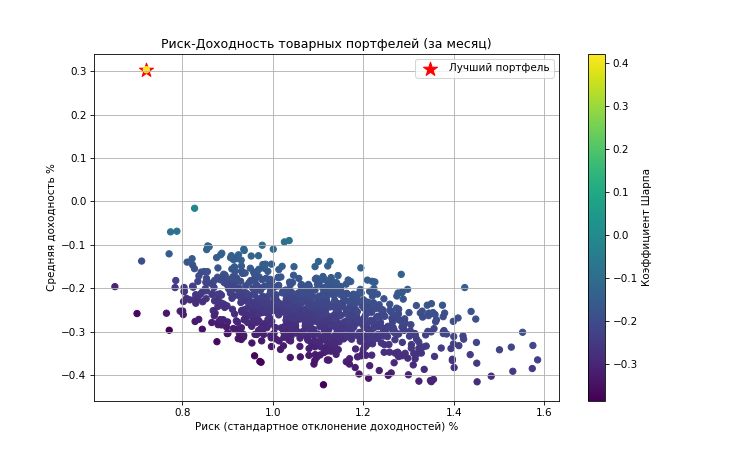 Риск-Доходность товарных портфелей (за месяц)
Лучший портфель
Средняя доходность %
0.3
0.2
0.1
0.0
−0.1
−0.2
−0.3
−0.4
0.8 1.0 1.2 1.4 1.6
Риск (стандартное отклонение доходностей) %
0.4
0.3
0.2
0.1
0.0
−0.1
−0.2
−0.3
Коэффициент Шарпа